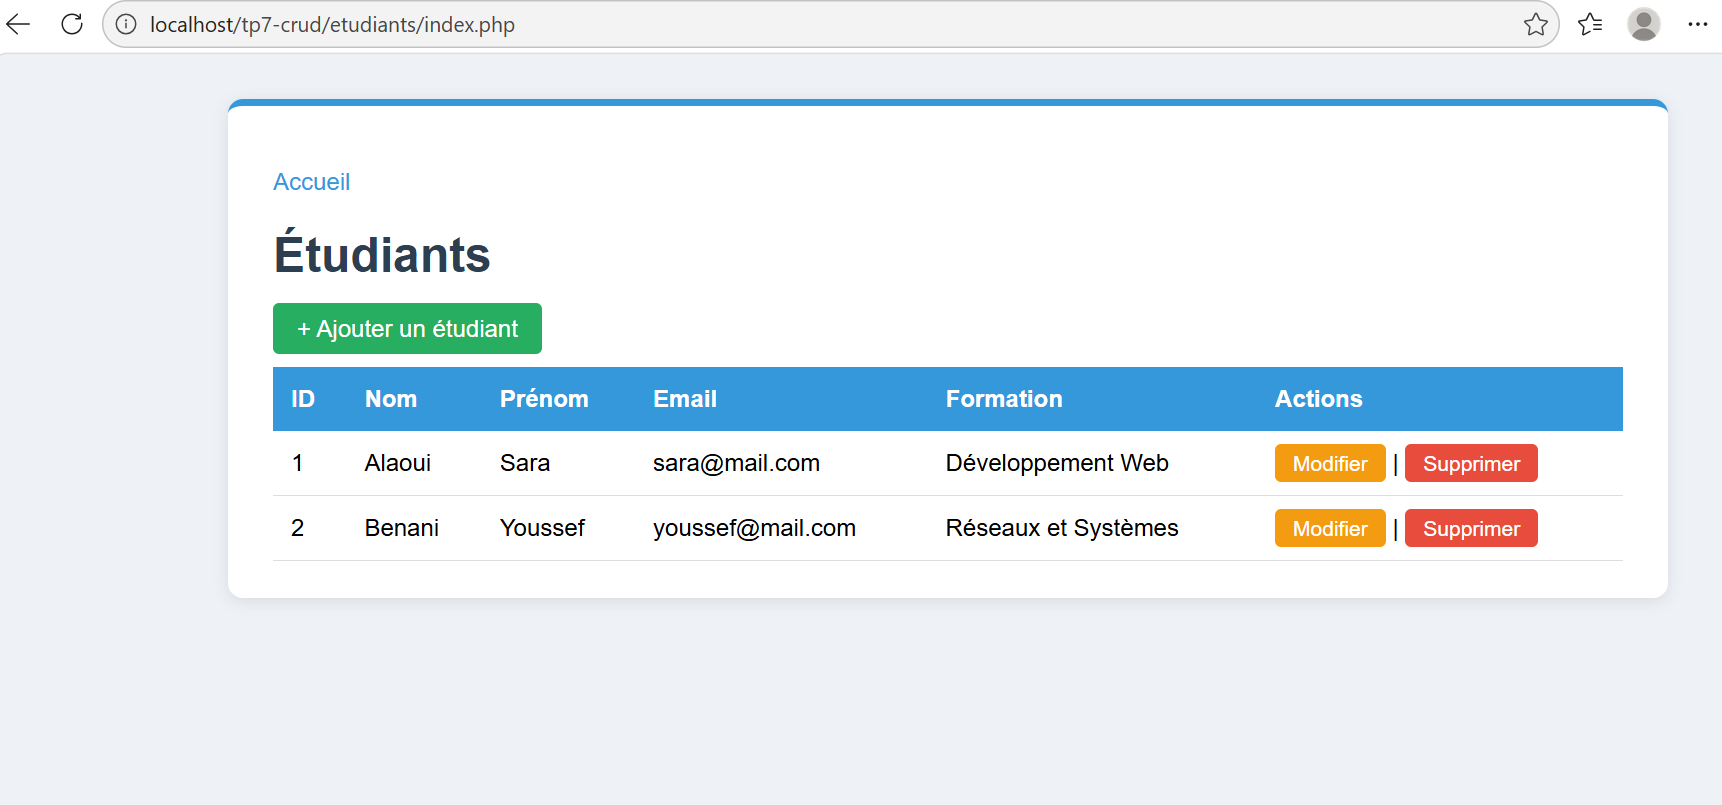 localhost/tp7-crud/etudiants/index.php
Accueil
Étudiants
+ Ajouter un étudiant
ID Nom Prénom Email Formation Actions
1 Alaoui Sara sara@mail.com Développement Web Modifier | Supprimer
2 Benani Youssef youssef@mail.com Réseaux et Systèmes Modifier | Supprimer